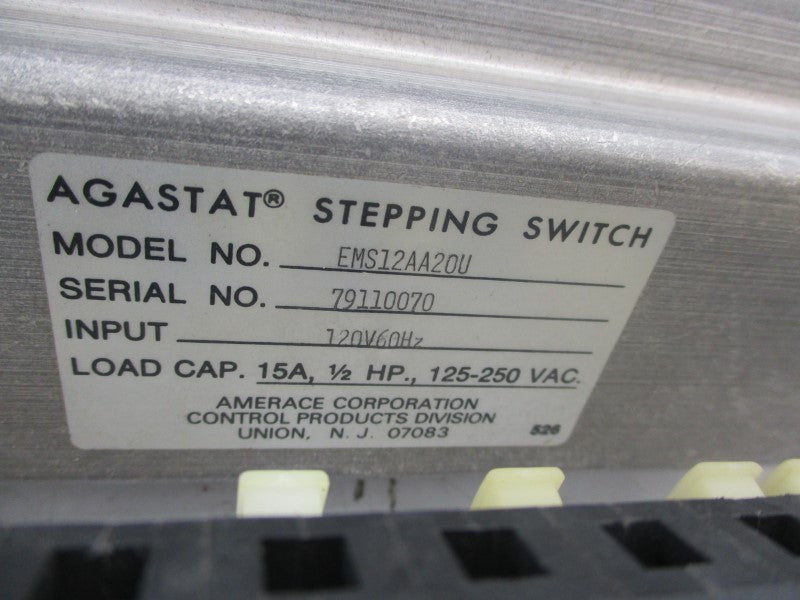 AGASTAT® STEPPING SWITCH
MODEL NO. EMS12AA20U
SERIAL NO. 79110070
INPUT 120V60Hz
LOAD CAP. 15A, ½ HP., 125-250 VAC.
AMERACE CORPORATION
CONTROL PRODUCTS DIVISION
UNION, N. J. 07083 526